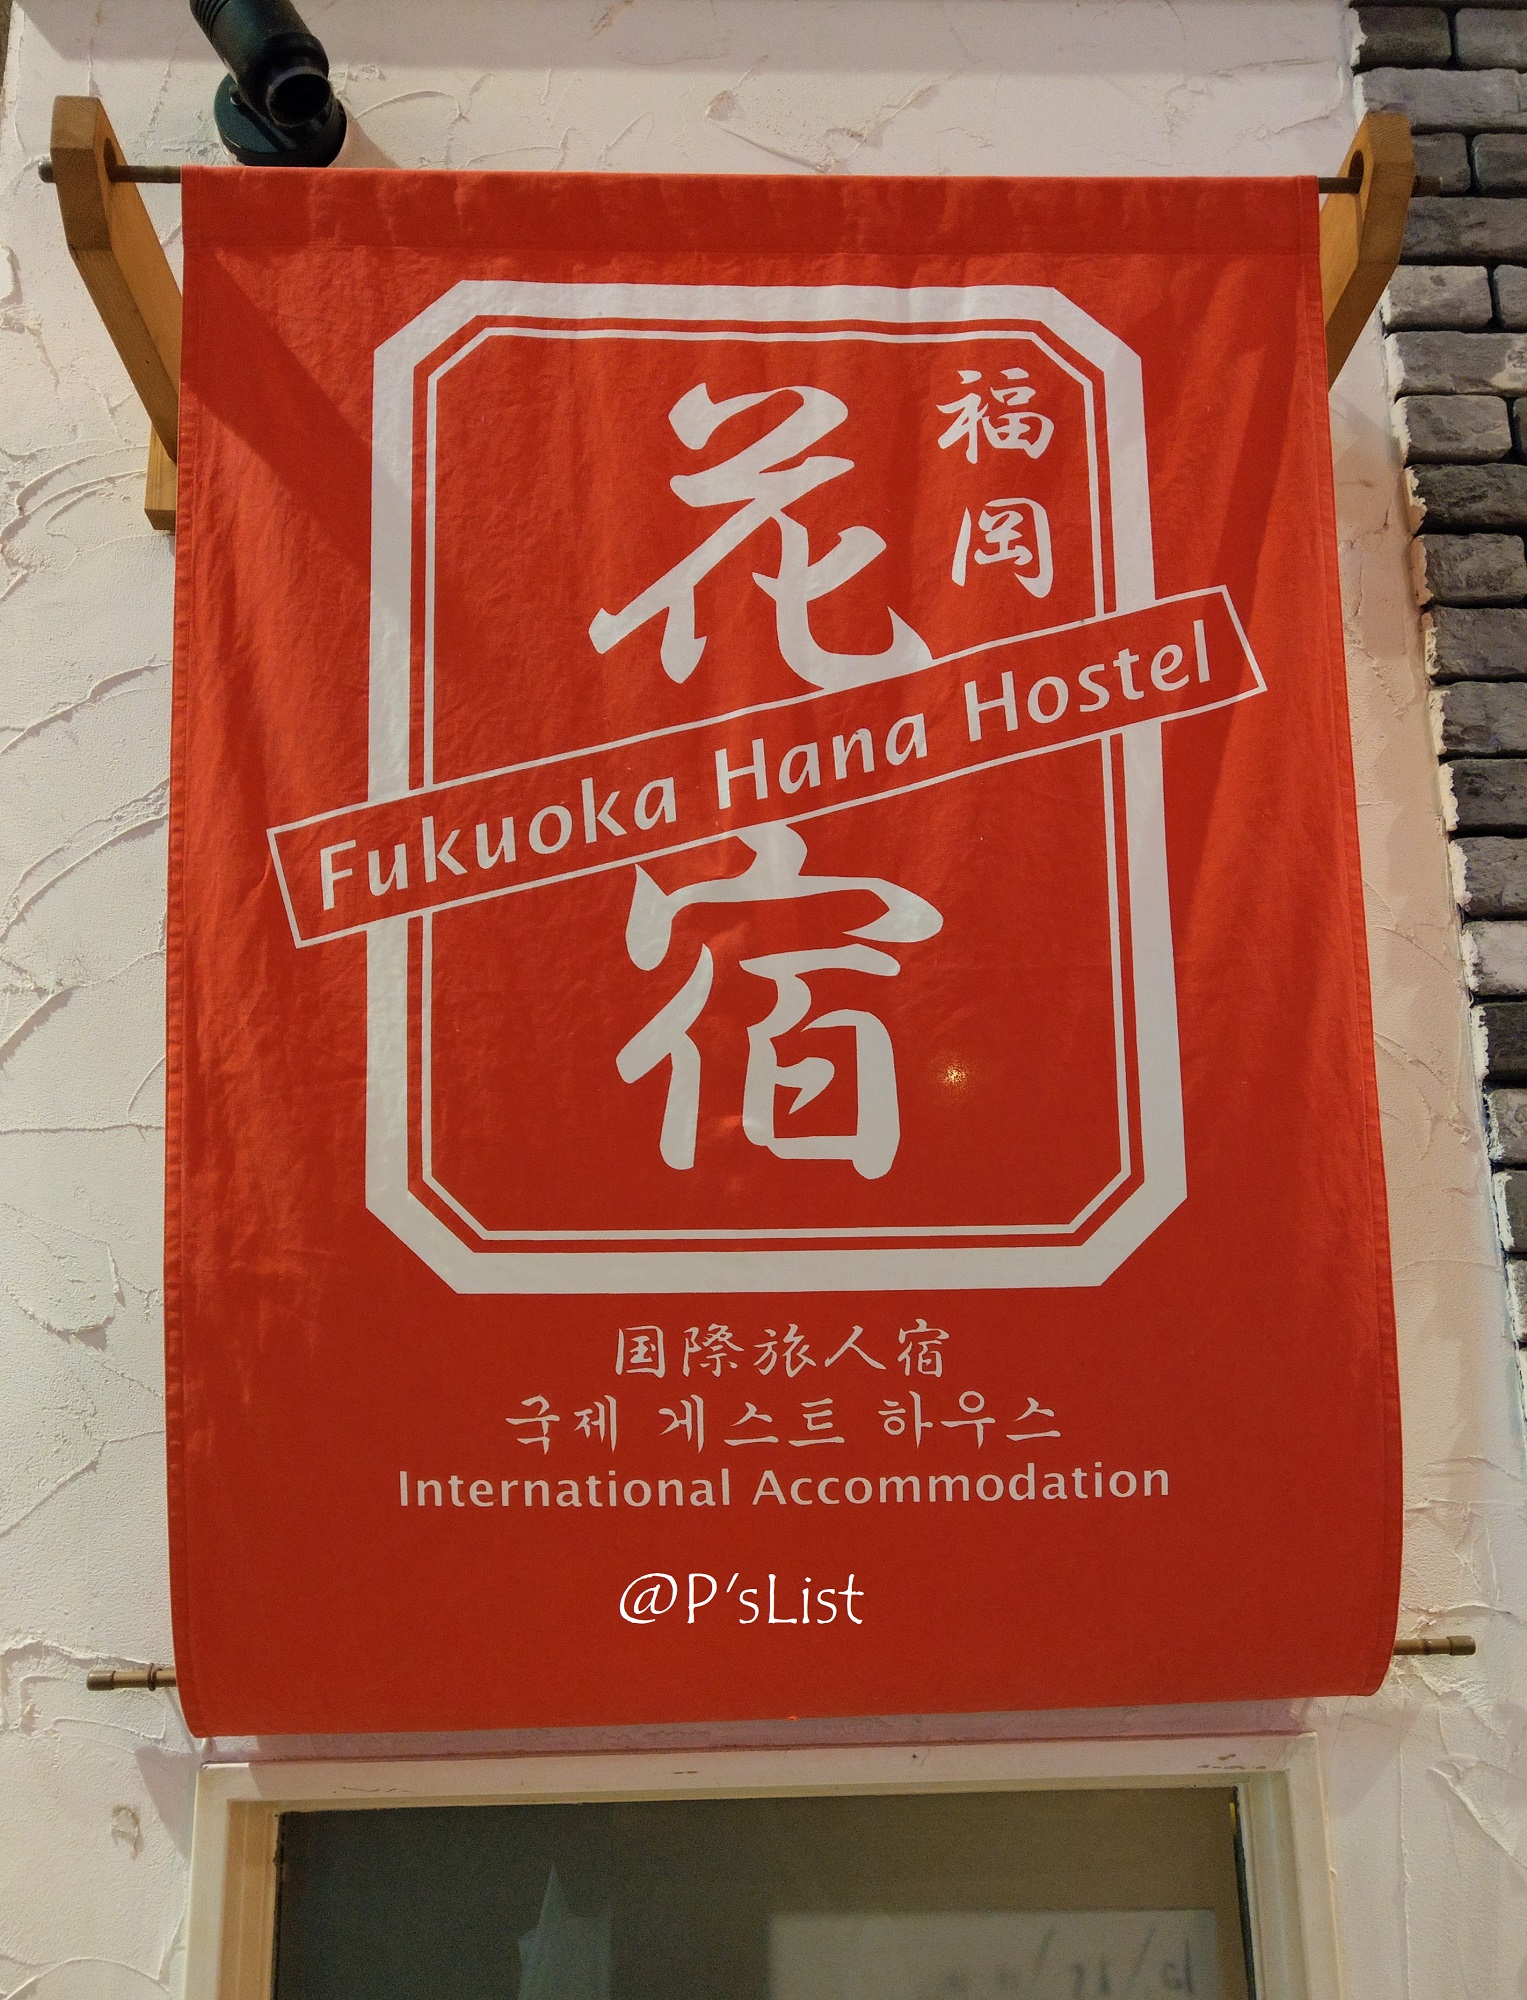 福岡
花
Fukuoka Hana Hostel
宿
国際旅人宿
국제 게스트 하우스
International Accommodation
@P'sList